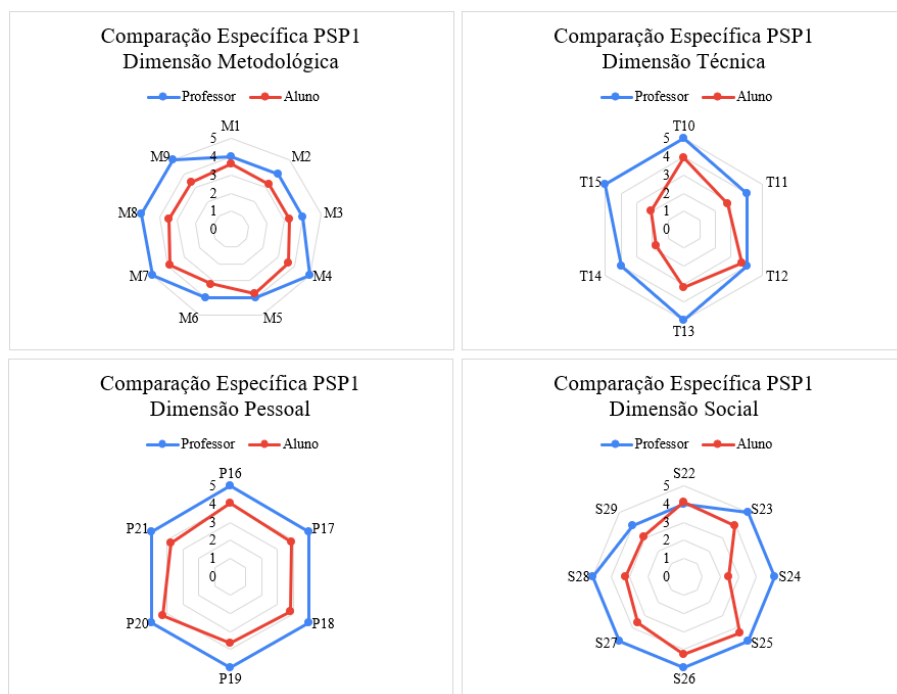 Comparação Específica PSP1
Dimensão Metodológica
Professor Aluno
M1
M2
M3
M4
M5
M6
M7
M8
M9
5
4
3
2
1
0
Comparação Específica PSP1
Dimensão Técnica
Professor Aluno
T10
T11
T12
T13
T14
T15
5
4
3
2
1
0
Comparação Específica PSP1
Dimensão Pessoal
Professor Aluno
P16
P17
P18
P19
P20
P21
5
4
3
2
1
0
Comparação Específica PSP1
Dimensão Social
Professor Aluno
S22
S23
S24
S25
S26
S27
S28
S29
5
4
3
2
1
0